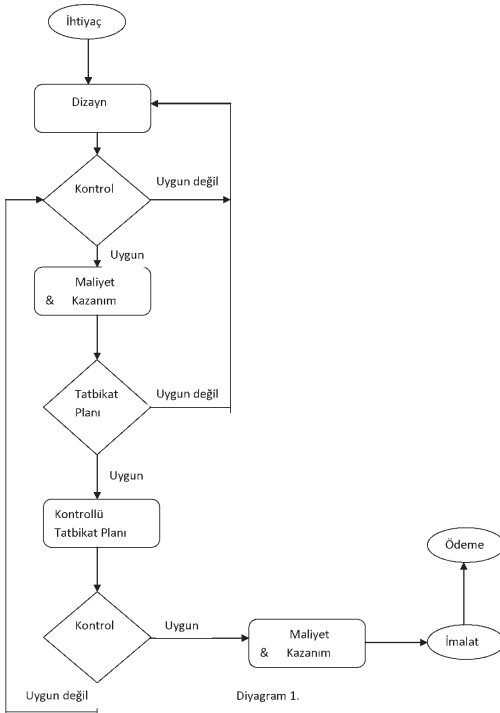 İhtiyaç
Dizayn
Kontrol
Uygun değil
Uygun
Maliyet
& Kazanım
Tatbikat
Planı
Uygun değil
Uygun
Kontrollü
Tatbikat Planı
Kontrol
Uygun
Maliyet
& Kazanım
İmalat
Ödeme
Uygun değil
Diyagram 1.